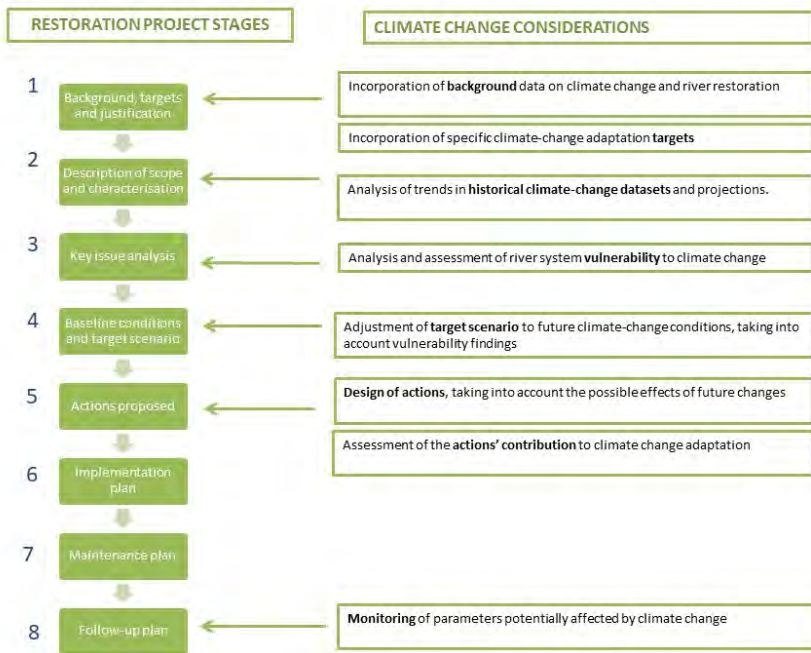 RESTORATION PROJECT STAGES
CLIMATE CHANGE CONSIDERATIONS
1
Background, targets
and justification
Incorporation of background data on climate change and river restoration
Incorporation of specific climate-change adaptation targets
2
Description of scope
and characterisation
Analysis of trends in historical climate-change datasets and projections.
3
Key issue analysis
Analysis and assessment of river system vulnerability to climate change
4
Baseline conditions
and target scenario
Adjustment of target scenario to future climate-change conditions, taking into
account vulnerability findings
5
Actions proposed
Design of actions, taking into account the possible effects of future changes
Assessment of the actions' contribution to climate change adaptation
6
Implementation
plan
7
Maintenance plan
8
Follow-up plan
Monitoring of parameters potentially affected by climate change